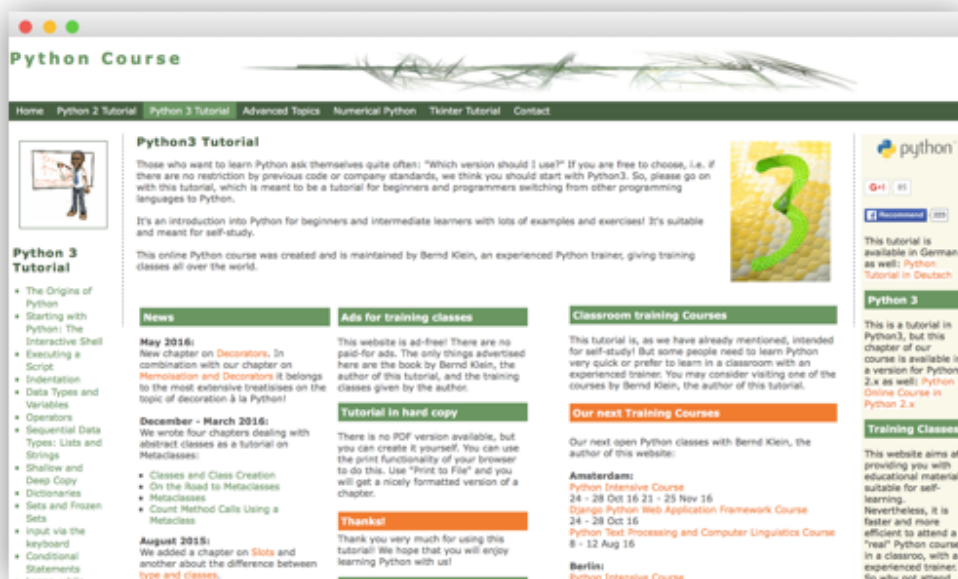 Python Course
Home Python 2 Tutorial Python 3 Tutorial Advanced Topics Numerical Python Tkinter Tutorial Contact
Python 3
Tutorial
The Origins of
Python
Starting with
Python: The
Interactive Shell
Executing a
Script
Indentation
Data Types and
Variables
Operators
Sequential Data
Types: Lists and
Strings
Shallow and
Deep Copy
Dictionaries
Sets and Frozen
Sets
input via the
keyboard
Conditional
Statements
Python3 Tutorial
Those who want to learn Python ask themselves quite often: "Which version should I use?" If you are free to choose, i.e. if
there are no restriction by previous code or company standards, we think you should start with Python3. So, please go on
with this tutorial, which is meant to be a tutorial for beginners and programmers switching from other programming
languages to Python.
It's an introduction into Python for beginners and intermediate learners with lots of examples and exercises! It's suitable
and meant for self-study.
This online Python course was created and is maintained by Bernd Klein, an experienced Python trainer, giving training
classes all over the world.
News
May 2016:
New chapter on Decorators. In
combination with our chapter on
Memoisation and Decorators it belongs
to the most extensive treatisises on the
topic of decoration à la Python!
December - March 2016:
We wrote four chapters dealing with
abstract classes as a tutorial on
Metaclasses:
Classes and Class Creation
On the Road to Metaclasses
Metaclasses
Count Method Calls Using a
Metaclass
August 2015:
We added a chapter on Slots and
another about the difference between
type and classes.
Ads for training classes
This website is ad-free! There are no
paid-for ads. The only things advertised
here are the book by Bernd Klein, the
author of this tutorial, and the training
classes given by the author.
Tutorial in hard copy
There is no PDF version available, but
you can create it yourself. You can use
the print functionality of your browser
to do this. Use "Print to File" and you
will get a nicely formatted version of a
chapter.
Thanks!
Thank you very much for using this
tutorial! We hope that you will enjoy
learning Python with us!
Classroom training Courses
This tutorial is, as we have already mentioned, intended
for self-study! But some people need to learn Python
very quick or prefer to learn in a classroom with an
experienced trainer. You may consider visiting one of the
courses by Bernd Klein, the author of this tutorial.
Our next Training Courses
Our next open Python classes with Bernd Klein, the
author of this website:
Amsterdam:
Python Intensive Course
24 - 28 Oct 16 21 - 25 Nov 16
Django Python Web Application Framework Course
24 - 28 Oct 16
Python Text Processing and Computer Linguistics Course
8 - 12 Aug 16
Berlin:
Python Intensive Course
python
G+1
Recommend
This tutorial is
available in German
as well: Python
Tutorial in Deutsch
Python 3
This is a tutorial in
Python3, but this
chapter of our
course is available in
a version for Python
2.x as well: Python
Online Course in
Python 2.x
Training Classes
This website aims at
providing you with
educational material
suitable for self-
learning.
Nevertheless, it is
faster and more
efficient to attend a
"real" Python course
in a classroo, with a
experienced trainer.
So why not attend